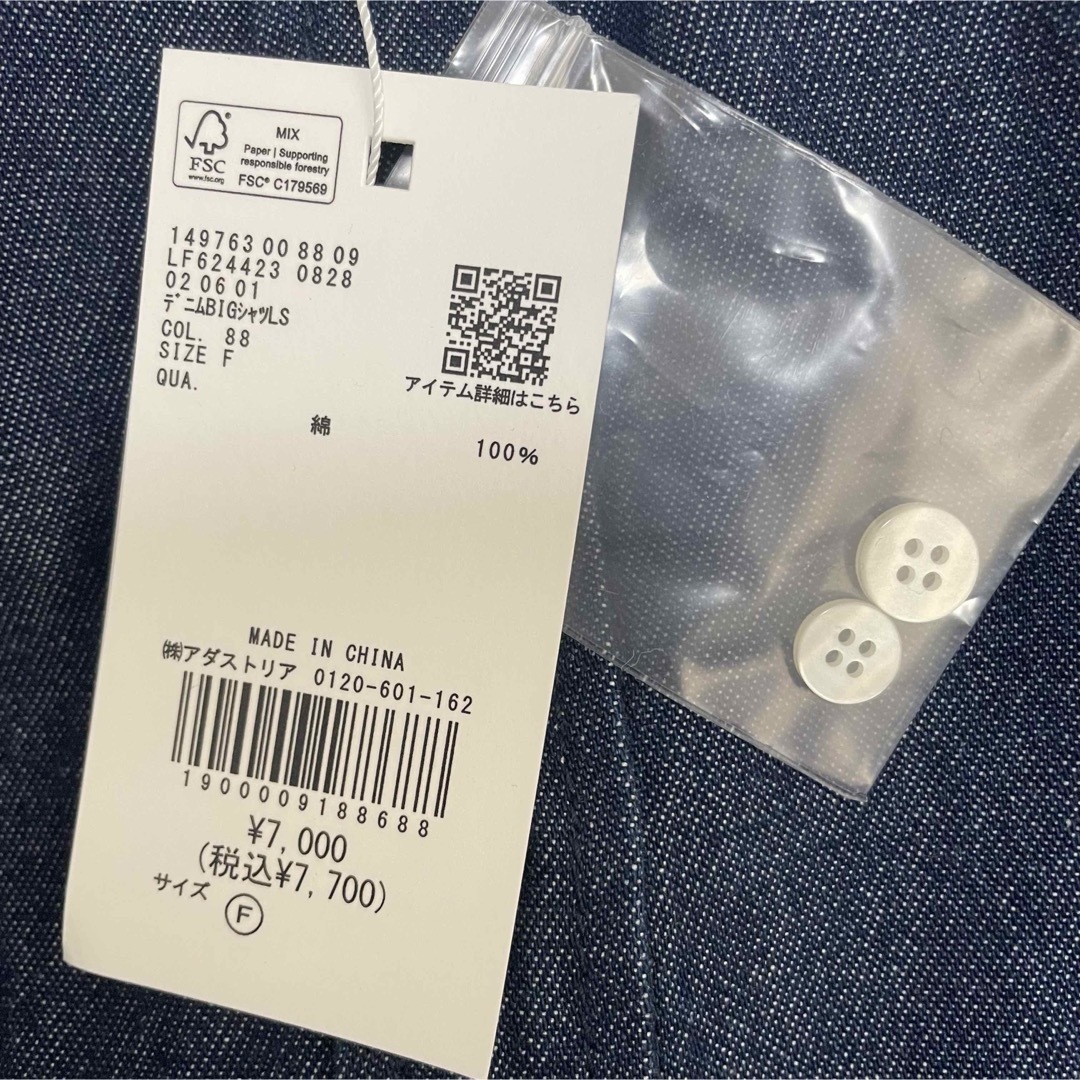 MIX
Paper | Supporting
responsible forestry
FSC
www.fsc.org
FSC® C179569
149763 00 88 09
LF624423 0828
02 06 01
ﾃﾞﾆﾑBIGｼｬﾂLS
COL. 88
SIZE F
QUA.
アイテム詳細はこちら
綿 100%
MADE IN CHINA
㈱アダストリア 0120-601-162
1900009188688
¥7,000
(税込¥7,700)
サイズ Ⓕ